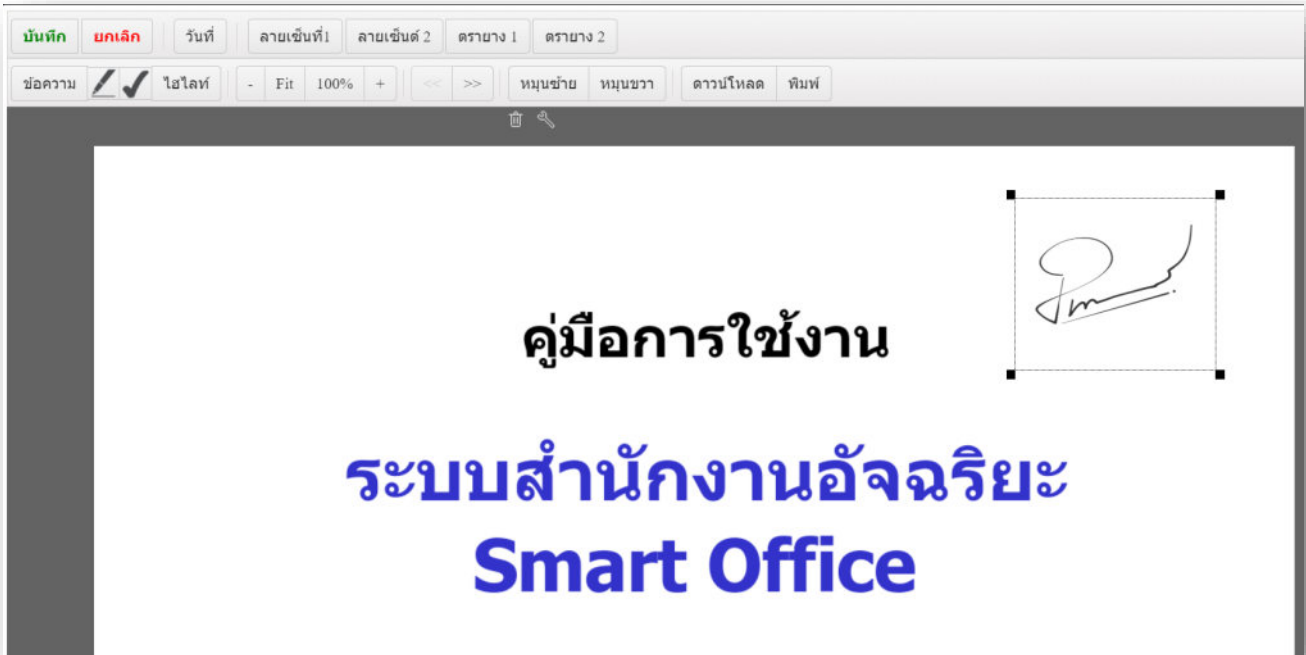 บันทึก ยกเลิก วันที่ ลายเซ็นที่1 ลายเซ็นต์ 2 ตรายาง 1 ตรายาง 2
ข้อความ ไฮไลท์ - Fit 100% + << >> หมุนซ้าย หมุนขวา ดาวน์โหลด พิมพ์
คู่มือการใช้งาน
ระบบสำนักงานอัจฉริยะ
Smart Office